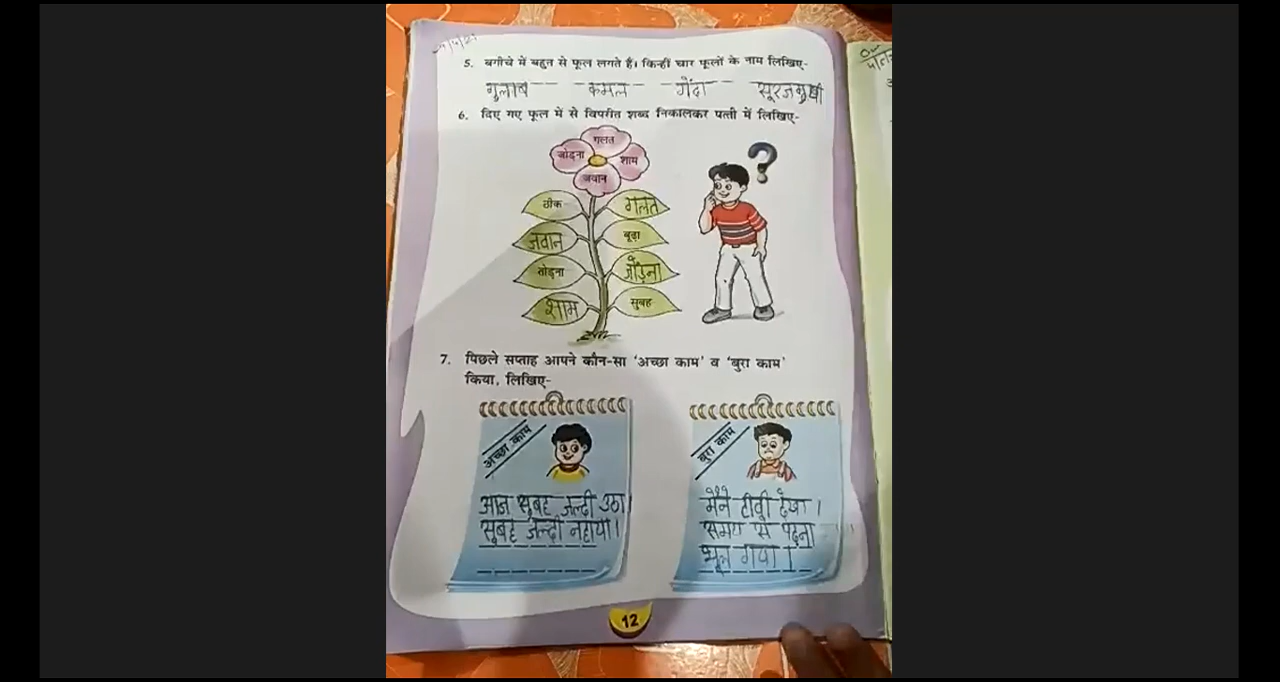 5. बगीचे में बहुत से फूल लगते हैं। किन्हीं चार फूलों के नाम लिखिए-
गुलाब कमल गेंदा सूरजमुखी
6. दिए गए फूल में से विपरीत शब्द निकालकर पत्ती में लिखिए-
गलत
जोड़ना शाम
जवान
ठीक गलत
जवान बूढ़ा
तोड़ना जोड़ना
शाम सुबह
7. पिछले सप्ताह आपने कौन-सा 'अच्छा काम' व 'बुरा काम'
किया, लिखिए-
अच्छा काम
आज सुबह जल्दी उठा।
सुबह जल्दी नहाया।
बुरा काम
मैंने टीवी देखा।
समय से पढ़ना
भूल गया।
12